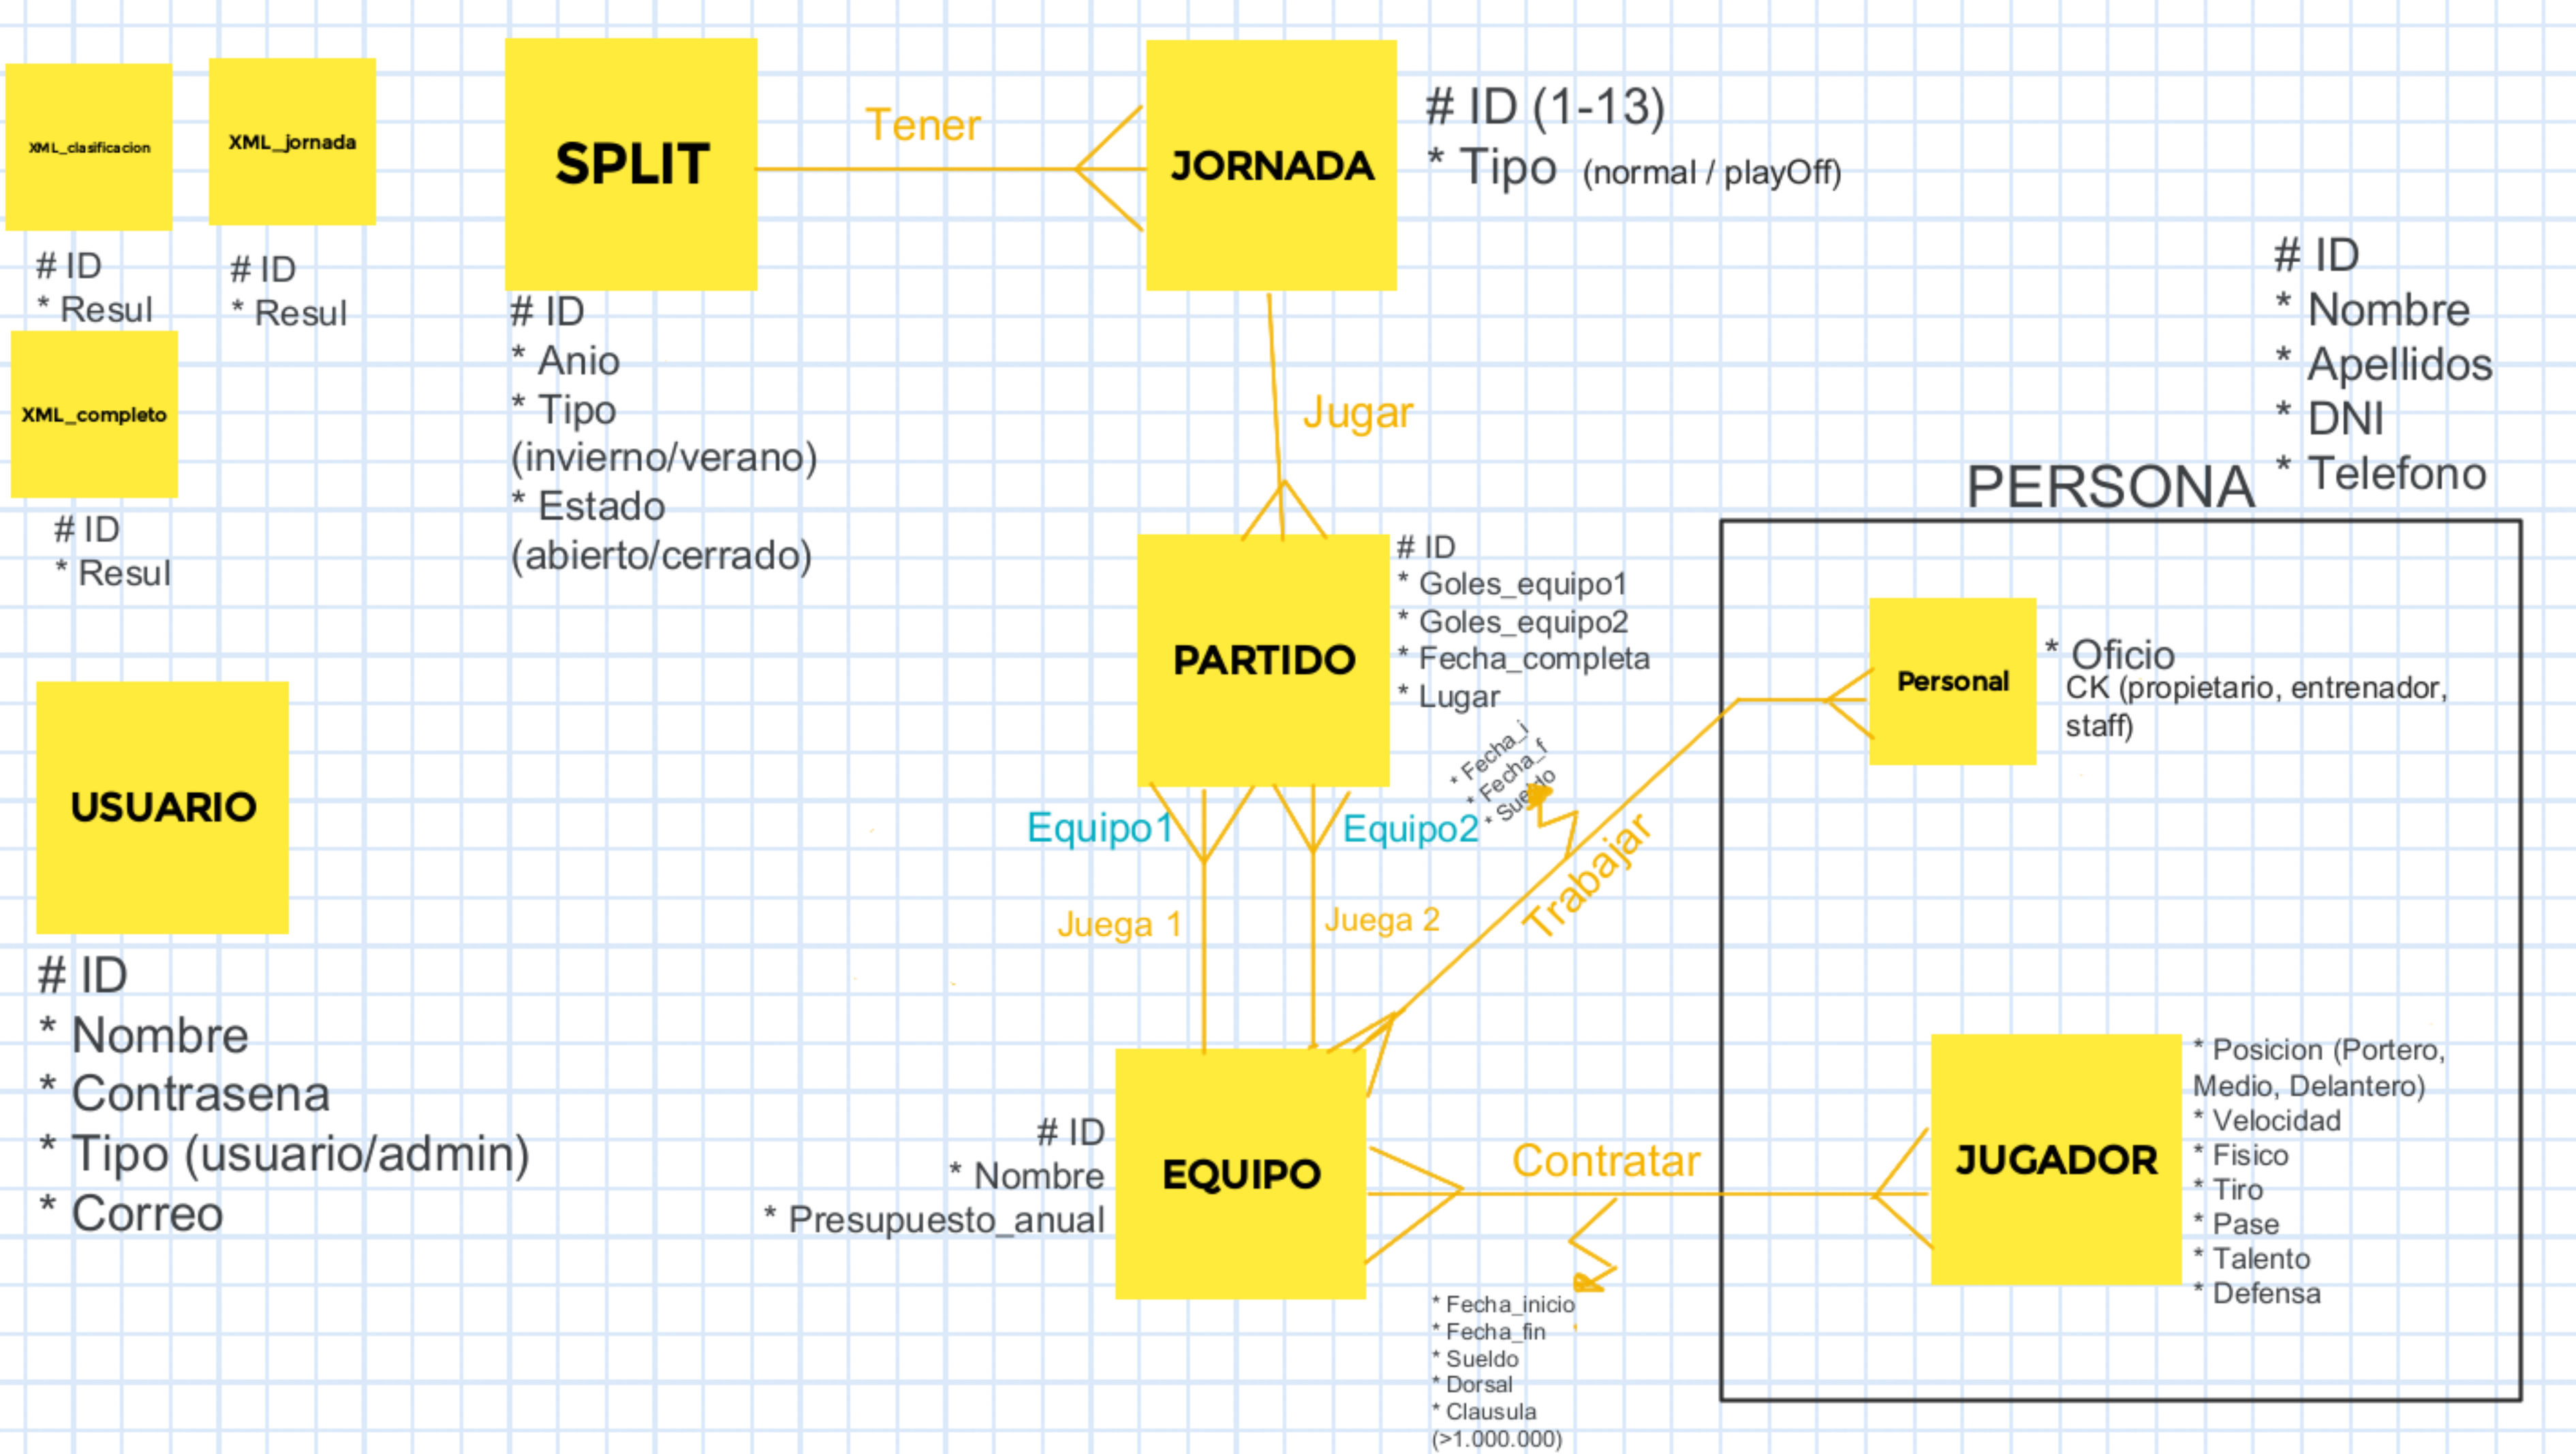 XML_clasificacion
# ID
* Resul
XML_jornada
# ID
* Resul
XML_completo
# ID
* Resul
SPLIT
# ID
* Anio
* Tipo
(invierno/verano)
* Estado
(abierto/cerrado)
Tener
JORNADA
# ID (1-13)
* Tipo (normal / playOff)
Jugar
PARTIDO
# ID
* Goles_equipo1
* Goles_equipo2
* Fecha_completa
* Lugar
Equipo1
Equipo2
Juega 1
Juega 2
* Fecha_i
* Fecha_f
* Sueldo
Trabajar
PERSONA
# ID
* Nombre
* Apellidos
* DNI
* Telefono
Personal
* Oficio
CK (propietario, entrenador,
staff)
USUARIO
# ID
* Nombre
* Contrasena
* Tipo (usuario/admin)
* Correo
EQUIPO
# ID
* Nombre
* Presupuesto_anual
Contratar
* Fecha_inicio
* Fecha_fin
* Sueldo
* Dorsal
* Clausula
(>1.000.000)
JUGADOR
* Posicion (Portero,
Medio, Delantero)
* Velocidad
* Fisico
* Tiro
* Pase
* Talento
* Defensa